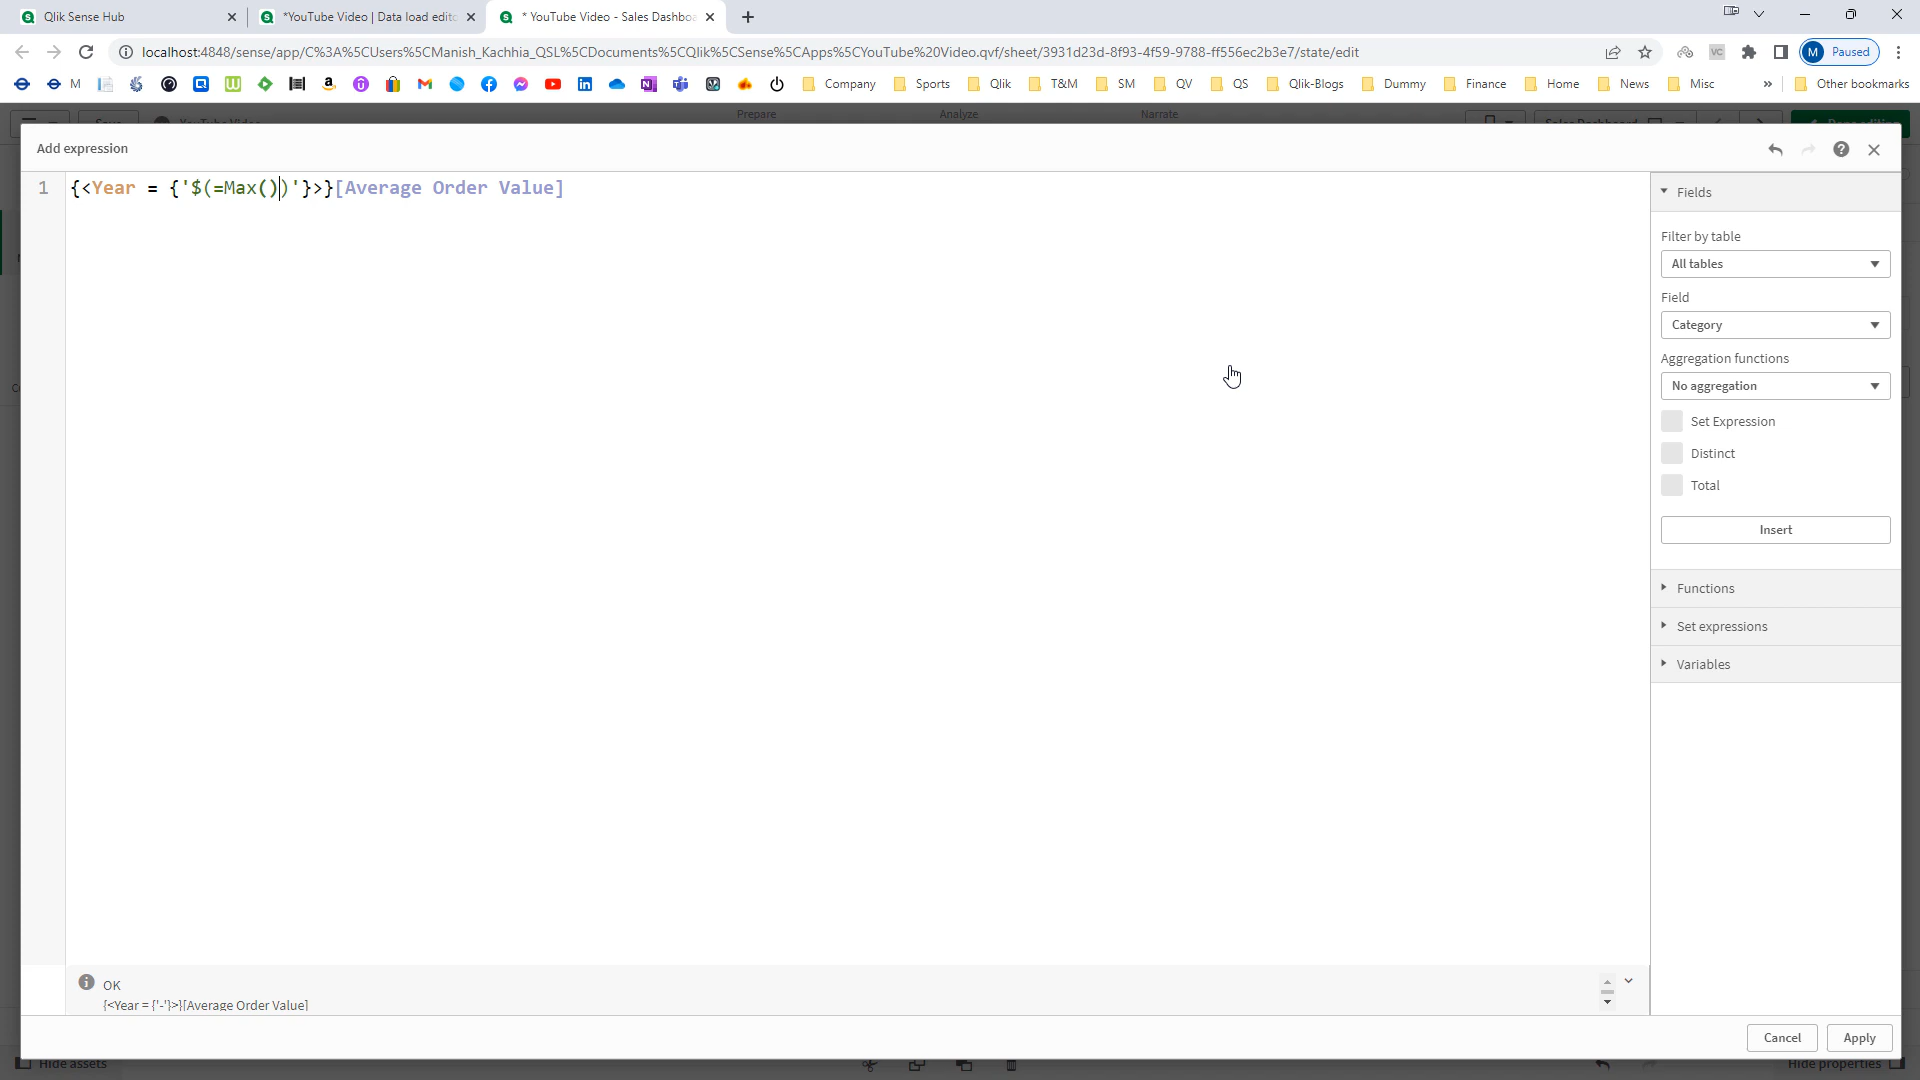 Qlik Sense Hub
*YouTube Video | Data load edito
* YouTube Video - Sales Dashboa
localhost:4848/sense/app/C%3A%5CUsers%5CManish_Kachhia_QSL%5CDocuments%5CQlik%5CSense%5CApps%5CYouTube%20Video.qvf/sheet/3931d23d-8f93-4f59-9788-ff556ec2b3e7/state/edit
M Paused
M Company Sports Qlik T&M SM QV QS Qlik-Blogs Dummy Finance Home News Misc » Other bookmarks
Prepare Analyze Narrate
Add expression
1 {<Year = {'$(=Max())'}>}[Average Order Value]
Fields
Filter by table
All tables
Field
Category
Aggregation functions
No aggregation
Set Expression
Distinct
Total
Insert
Functions
Set expressions
Variables
OK
{<Year = {'-'}>}[Average Order Value]
Cancel Apply
Hide assets Hide properties